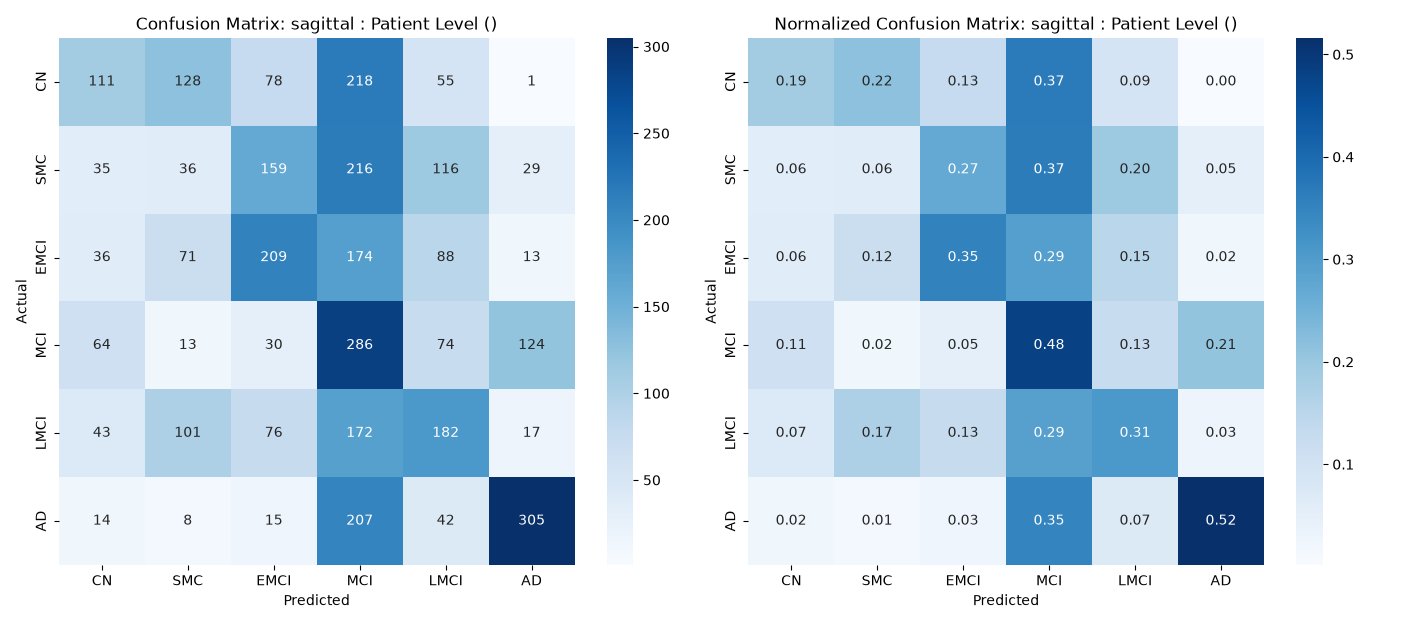 Confusion Matrix: sagittal : Patient Level ()
CN 111 128 78 218 55 1
SMC 35 36 159 216 116 29
EMCI 36 71 209 174 88 13
MCI 64 13 30 286 74 124
LMCI 43 101 76 172 182 17
AD 14 8 15 207 42 305
CN SMC EMCI MCI LMCI AD
Predicted
Actual
300
250
200
150
100
50
Normalized Confusion Matrix: sagittal : Patient Level ()
CN 0.19 0.22 0.13 0.37 0.09 0.00
SMC 0.06 0.06 0.27 0.37 0.20 0.05
EMCI 0.06 0.12 0.35 0.29 0.15 0.02
MCI 0.11 0.02 0.05 0.48 0.13 0.21
LMCI 0.07 0.17 0.13 0.29 0.31 0.03
AD 0.02 0.01 0.03 0.35 0.07 0.52
CN SMC EMCI MCI LMCI AD
Predicted
Actual
0.5
0.4
0.3
0.2
0.1